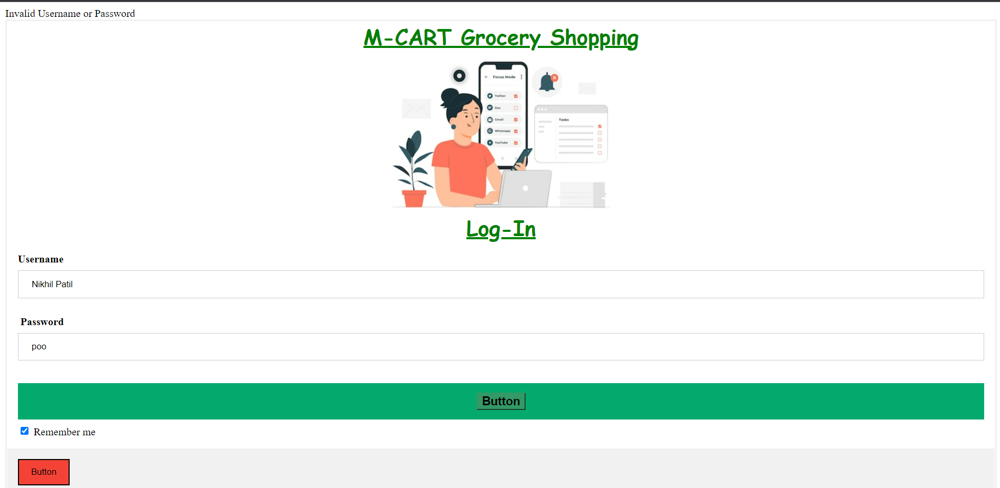 Invalid Username or Password
M-CART Grocery Shopping
Focus Mode
Twitter
Doc
Gmail
Whatsapp
YouTube
Tasks
Log-In
Username
Nikhil Patil
Password
poo
Button
Remember me
Button